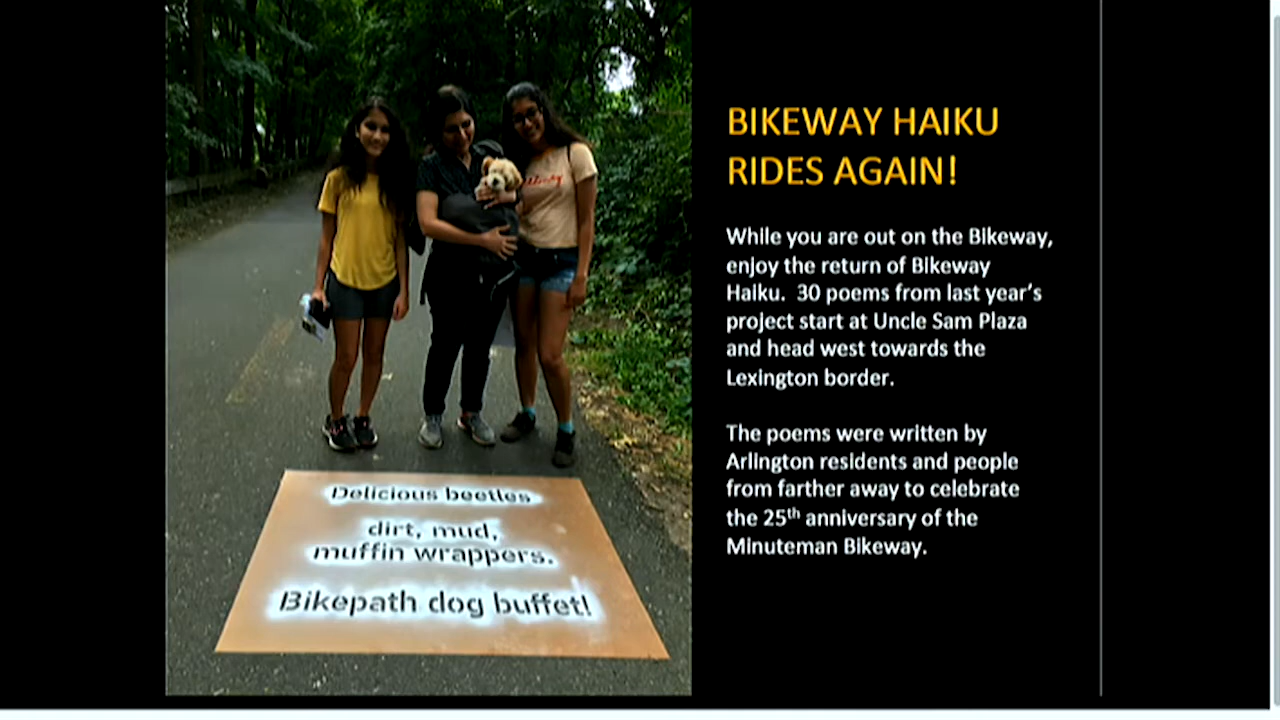 BIKEWAY HAIKU
RIDES AGAIN!
While you are out on the Bikeway,
enjoy the return of Bikeway
Haiku. 30 poems from last year's
project start at Uncle Sam Plaza
and head west towards the
Lexington border.
The poems were written by
Arlington residents and people
from farther away to celebrate
the 25th anniversary of the
Minuteman Bikeway.
Delicious beetles
dirt, mud,
muffin wrappers.
Bikepath dog buffet!